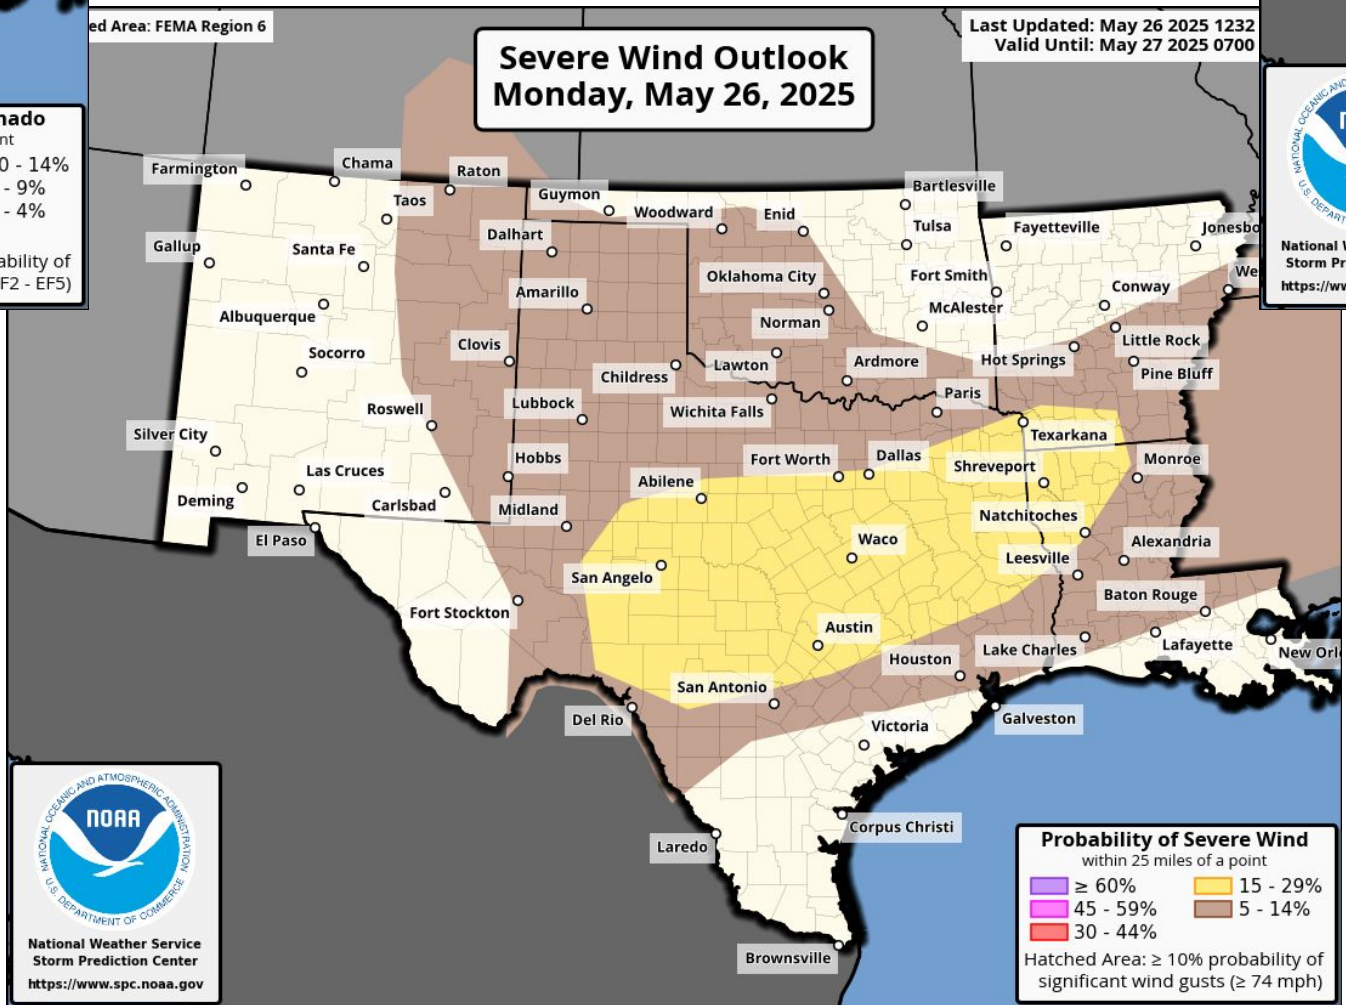 ed Area: FEMA Region 6
Severe Wind Outlook
Monday, May 26, 2025
Last Updated: May 26 2025 1232
Valid Until: May 27 2025 0700
nado
nt
0 - 14%
- 9%
- 4%
ability of
F2 - EF5)
National W
Storm Pr
https://ww
Farmington
Chama
Raton
Taos
Guymon
Woodward
Enid
Bartlesville
Tulsa
Fayetteville
Jonesbo
Gallup
Santa Fe
Dalhart
Oklahoma City
Fort Smith
We
Albuquerque
Amarillo
Norman
McAlester
Conway
Socorro
Clovis
Childress
Lawton
Ardmore
Hot Springs
Little Rock
Pine Bluff
Roswell
Lubbock
Wichita Falls
Paris
Silver City
Las Cruces
Hobbs
Abilene
Fort Worth
Dallas
Texarkana
Shreveport
Monroe
Deming
Carlsbad
Midland
Natchitoches
El Paso
San Angelo
Waco
Leesville
Alexandria
Fort Stockton
Austin
Baton Rouge
Houston
Lake Charles
Lafayette
New Orl
San Antonio
Del Rio
Victoria
Galveston
Laredo
Corpus Christi
Brownsville
NATIONAL OCEANIC AND ATMOSPHERIC ADMINISTRATION
NOAA
U.S. DEPARTMENT OF COMMERCE
National Weather Service
Storm Prediction Center
https://www.spc.noaa.gov
Probability of Severe Wind
within 25 miles of a point
≥ 60%
15 - 29%
45 - 59%
5 - 14%
30 - 44%
Hatched Area: ≥ 10% probability of
significant wind gusts (≥ 74 mph)